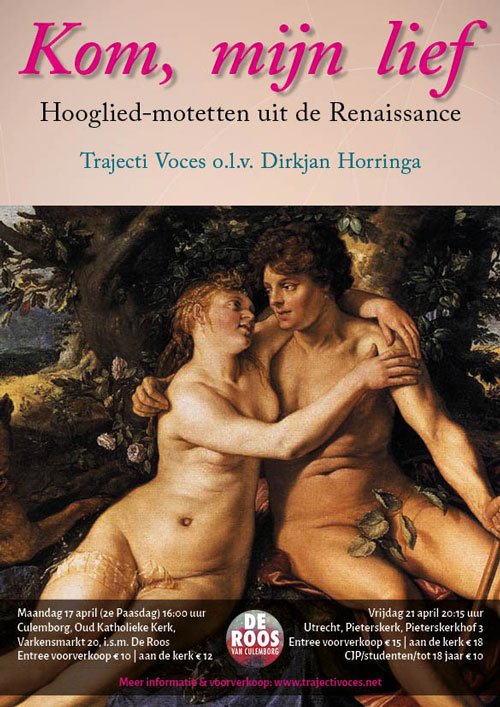 Kom, mijn lief
Hooglied-motetten uit de Renaissance
Trajecti Voces o.l.v. Dirkjan Horringa
Maandag 17 april (2e Paasdag) 16:00 uur
Culemborg, Oud Katholieke Kerk,
Varkensmarkt 20, i.s.m. De Roos
Entree voorverkoop € 10 | aan de kerk € 12
DE
ROOS
VAN CULEMBORG
Vrijdag 21 april 20:15 uur
Utrecht, Pieterskerk, Pieterskerkhof 3
Entree voorverkoop € 15 | aan de kerk € 18
CJP/studenten/tot 18 jaar € 10
Meer informatie & voorverkoop: www.trajectivoces.net